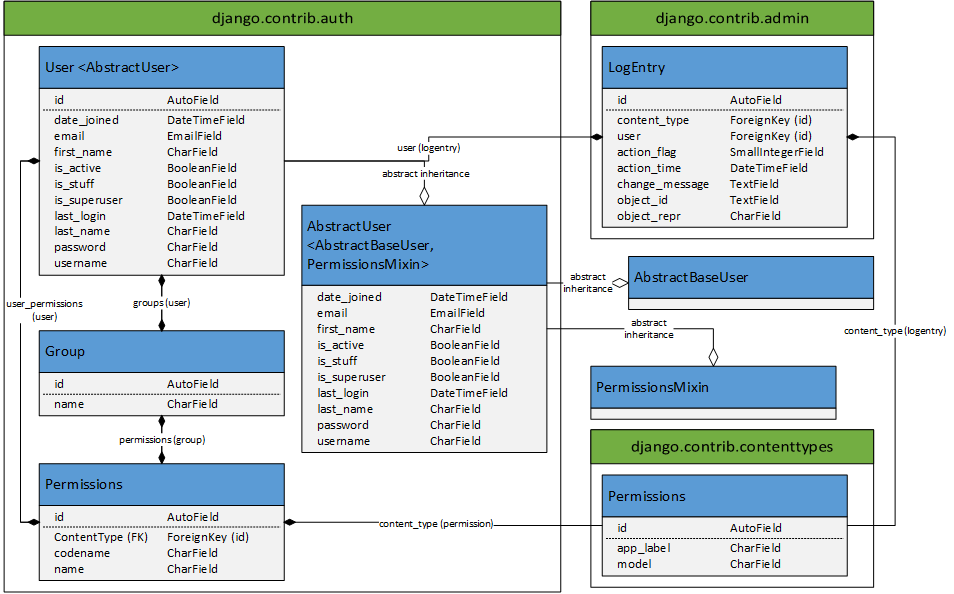 django.contrib.auth
User <AbstractUser>
id AutoField
date_joined DateTimeField
email EmailField
first_name CharField
is_active BooleanField
is_stuff BooleanField
is_superuser BooleanField
last_login DateTimeField
last_name CharField
password CharField
username CharField
user_permissions
(user)
groups (user)
Group
id AutoField
name CharField
permissions (group)
Permissions
id AutoField
ContentType (FK) ForeignKey (id)
codename CharField
name CharField
user (logentry)
abstract inheritance
AbstractUser
<AbstractBaseUser,
PermissionsMixin>
date_joined DateTimeField
email EmailField
first_name CharField
is_active BooleanField
is_stuff BooleanField
is_superuser BooleanField
last_login DateTimeField
last_name CharField
password CharField
username CharField
content_type (permission)
django.contrib.admin
LogEntry
id AutoField
content_type ForeignKey (id)
user ForeignKey (id)
action_flag SmallIntegerField
action_time DateTimeField
change_message TextField
object_id TextField
object_repr CharField
abstract
inheritance
AbstractBaseUser
abstract
inheritance
PermissionsMixin
content_type (logentry)
django.contrib.contenttypes
Permissions
id AutoField
app_label CharField
model CharField